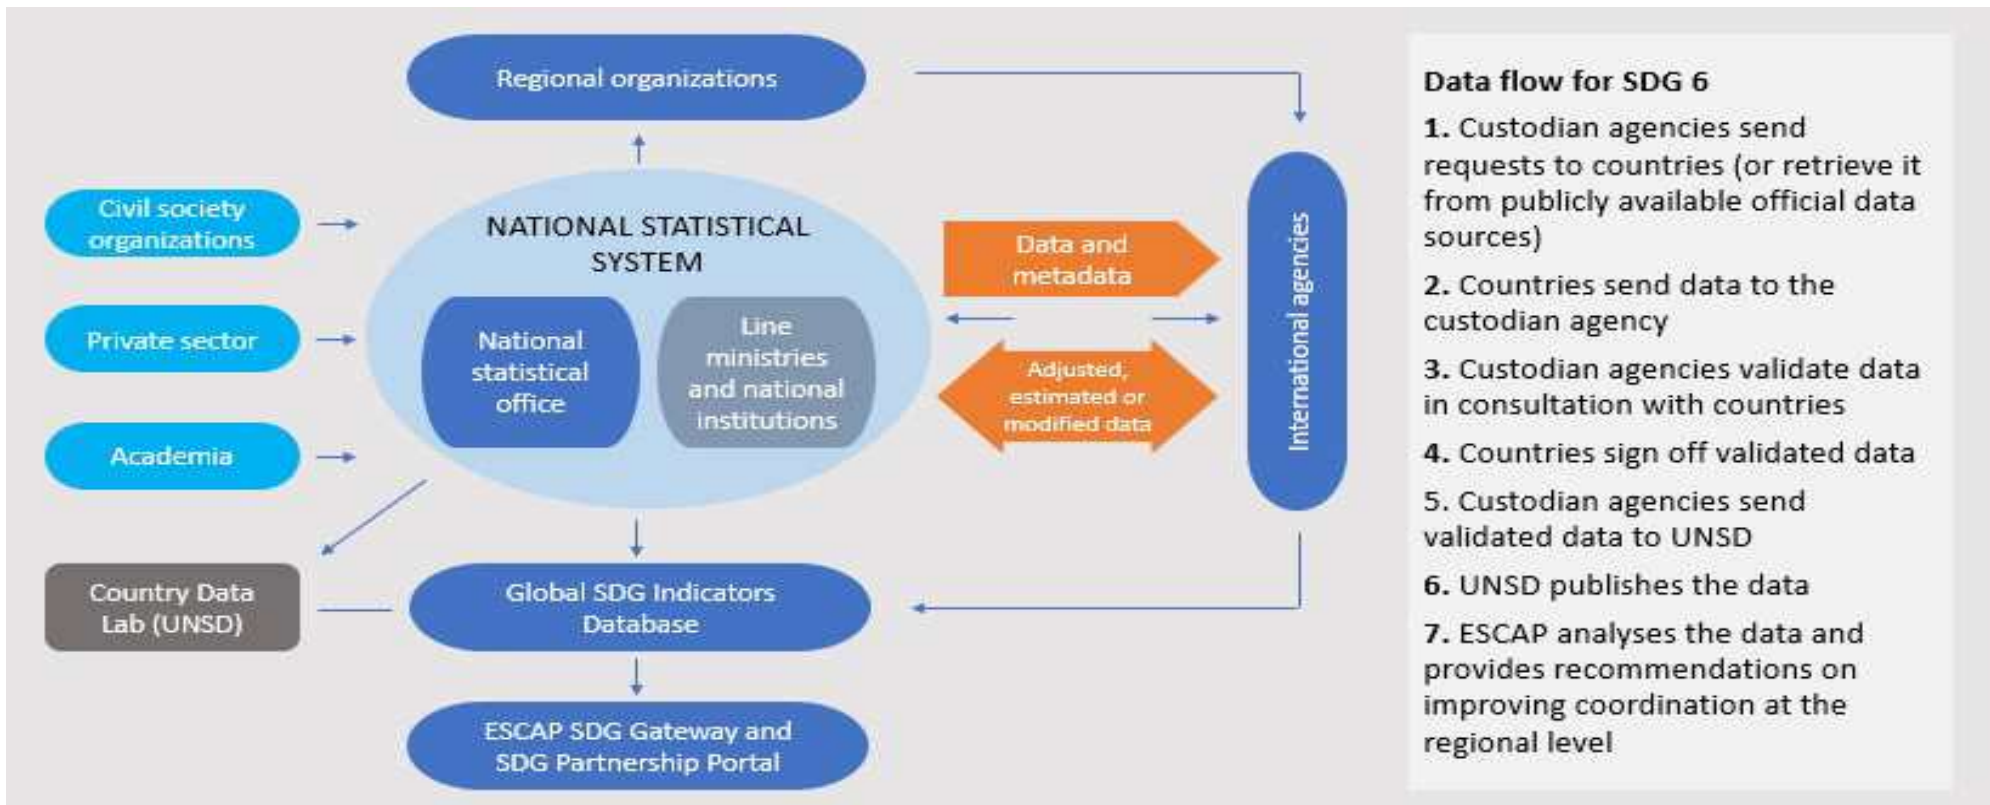 Regional organizations
Civil society
organizations
Private sector
Academia
NATIONAL STATISTICAL
SYSTEM
National
statistical
office
Line
ministries
and national
institutions
Data and
metadata
Adjusted,
estimated or
modified data
International agencies
Country Data
Lab (UNSD)
Global SDG Indicators
Database
ESCAP SDG Gateway and
SDG Partnership Portal
Data flow for SDG 6
1. Custodian agencies send
requests to countries (or retrieve it
from publicly available official data
sources)
2. Countries send data to the
custodian agency
3. Custodian agencies validate data
in consultation with countries
4. Countries sign off validated data
5. Custodian agencies send
validated data to UNSD
6. UNSD publishes the data
7. ESCAP analyses the data and
provides recommendations on
improving coordination at the
regional level